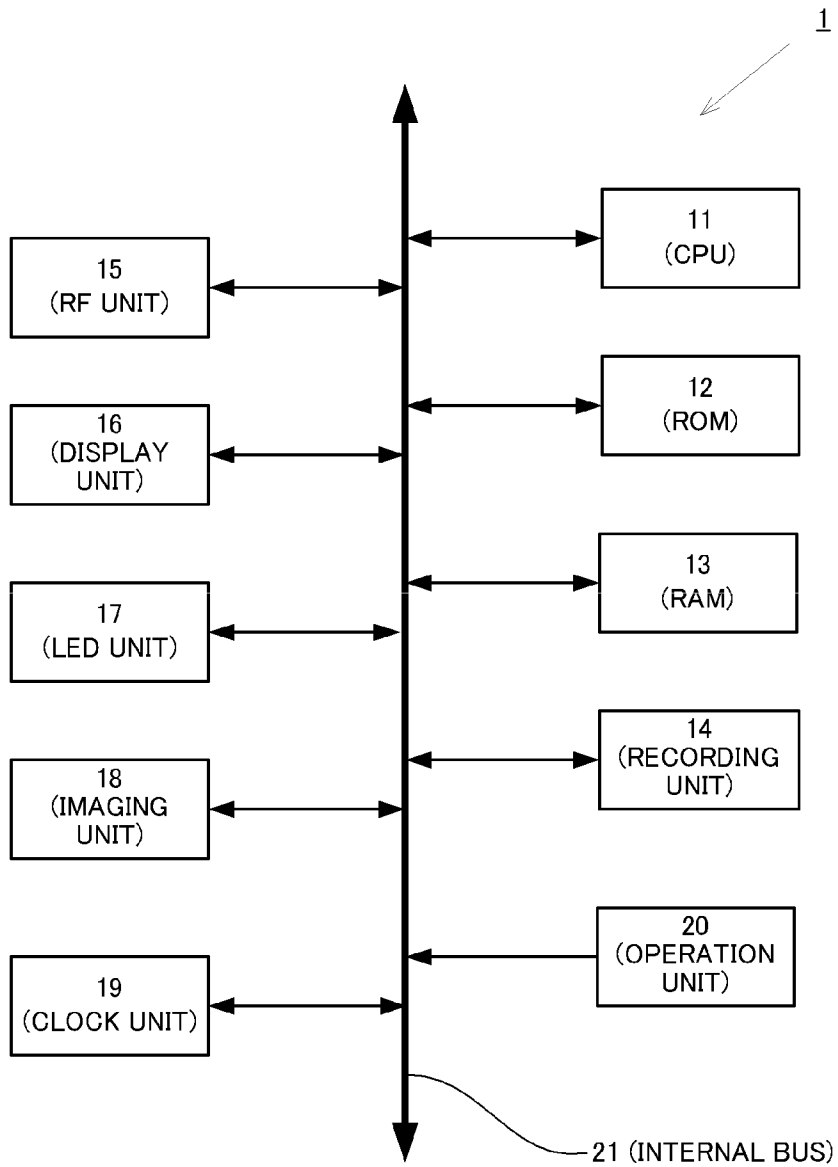 1
11
(CPU)
15
(RF UNIT)
12
(ROM)
16
(DISPLAY
UNIT)
13
(RAM)
17
(LED UNIT)
14
(RECORDING
UNIT)
18
(IMAGING
UNIT)
20
(OPERATION
UNIT)
19
(CLOCK UNIT)
21 (INTERNAL BUS)